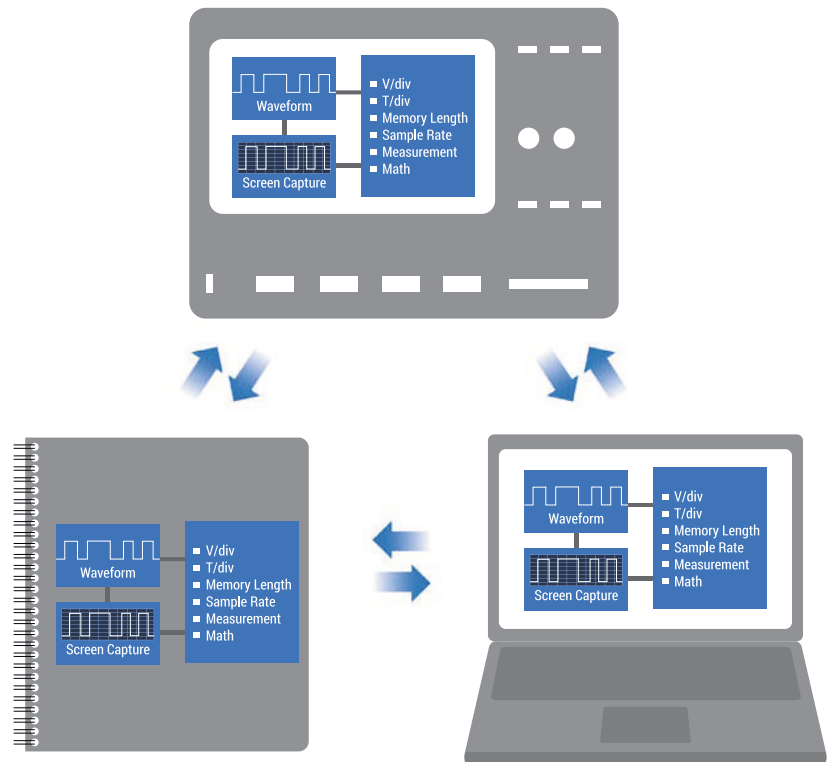 Waveform
Screen Capture
V/div
T/div
Memory Length
Sample Rate
Measurement
Math
Waveform
Screen Capture
V/div
T/div
Memory Length
Sample Rate
Measurement
Math
Waveform
Screen Capture
V/div
T/div
Memory Length
Sample Rate
Measurement
Math